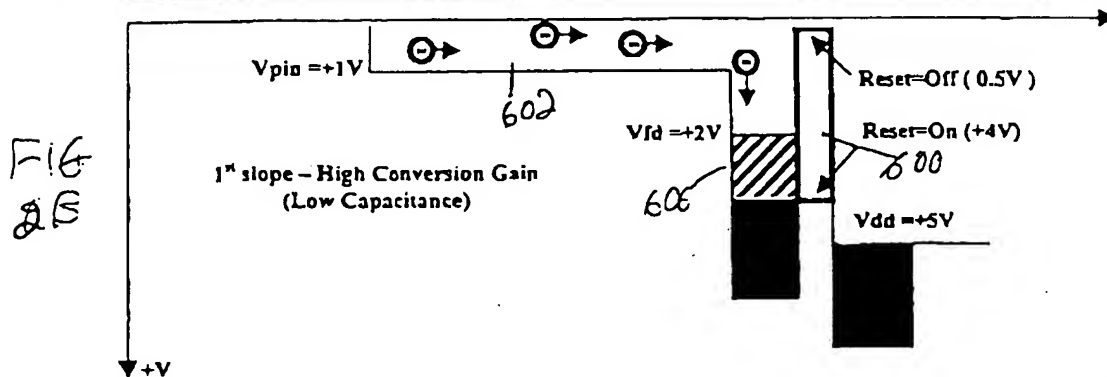 Vpin =+1V
602
Reset=Off ( 0.5V )
Vfd =+2V
Reset=On (+4V)
600
FIG
1st slope – High Conversion Gain
(Low Capacitance)
606
Vdd =+5V
+V